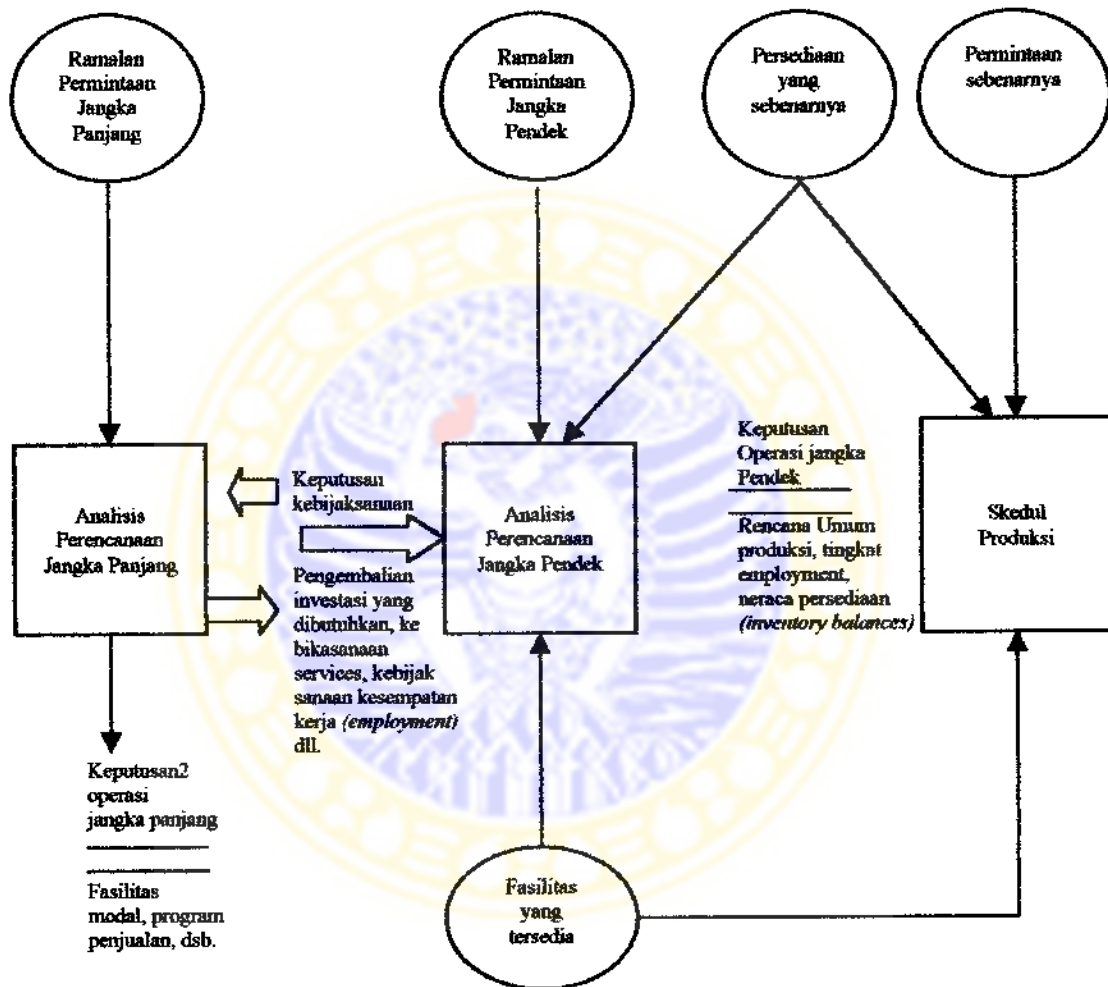 Ramalan
Permintaan
Jangka
Panjang
Ramalan
Permintaan
Jangka
Pendek
Persediaan
yang
sebenarnya
Permintaan
sebenarnya
Analisis
Perencanaan
Jangka Panjang
Keputusan
kebijaksanaan
Pengembalian
investasi yang
dibutuhkan, ke
bikasanaan
services, kebijak
sanaan kesempatan
kerja (employment)
dll.
Analisis
Perencanaan
Jangka Pendek
Keputusan
Operasi jangka
Pendek
Rencana Umum
produksi, tingkat
employment,
neraca persediaan
(inventory balances)
Skedul
Produksi
Keputusan2
operasi
jangka panjang
Fasilitas
modal, program
penjualan, dsb.
Fasilitas
yang
tersedia